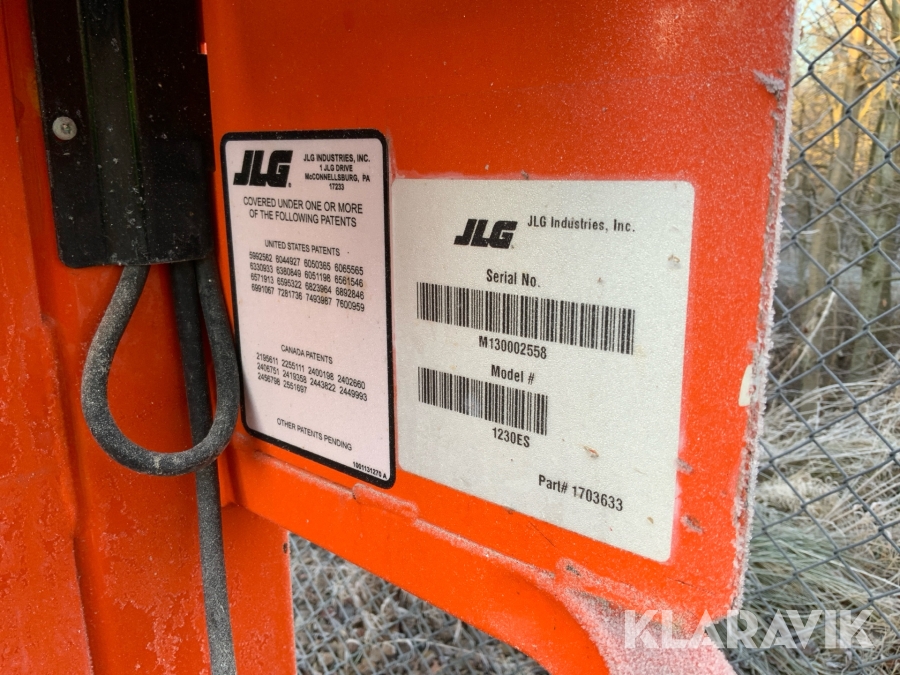 JLG
JLG INDUSTRIES, INC.
1 JLG DRIVE
McCONNELLSBURG, PA
17233
COVERED UNDER ONE OR MORE
OF THE FOLLOWING PATENTS
UNITED STATES PATENTS
5992562 6044927 6050365 6065565
6330933 6380849 6051198 6561546
6571913 6595322 6823964 6892846
6991067 7281736 7493987 7600959
CANADA PATENTS
2195611 2255111 2400198 2402660
2406751 2419358 2443822 2449993
2456798 2551697
OTHER PATENTS PENDING
1001131270 A
JLG
JLG Industries, Inc.
Serial No.
M130002558
Model #
1230ES
Part# 1703633
KLARAVIK